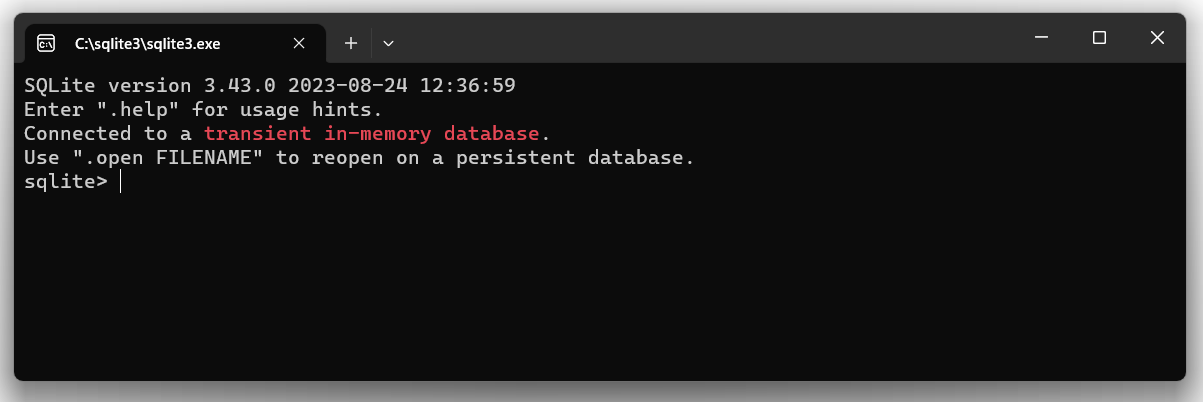 C:\sqlite3\sqlite3.exe
SQLite version 3.43.0 2023-08-24 12:36:59
Enter ".help" for usage hints.
Connected to a transient in-memory database.
Use ".open FILENAME" to reopen on a persistent database.
sqlite>